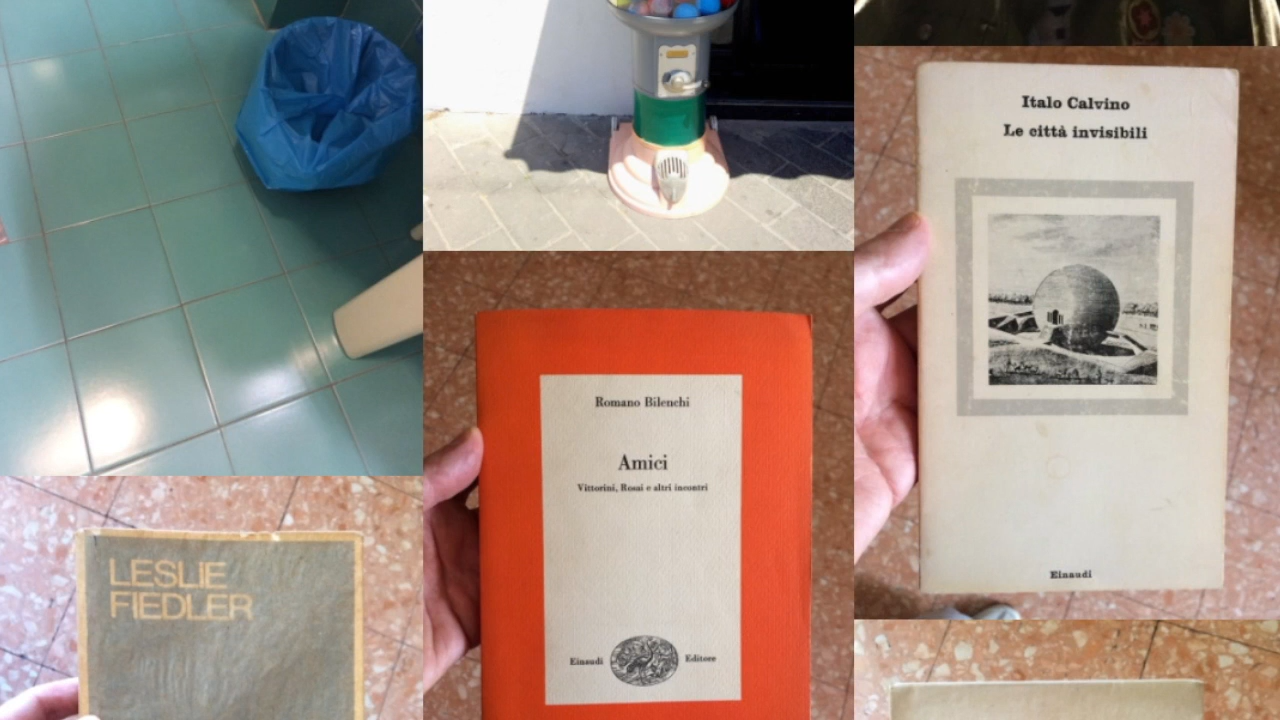 LESLIE
FIEDLER
Romano Bilenchi
Amici
Vittorini, Rosai e altri incontri
Einaudi Editore
Italo Calvino
Le città invisibili
Einaudi